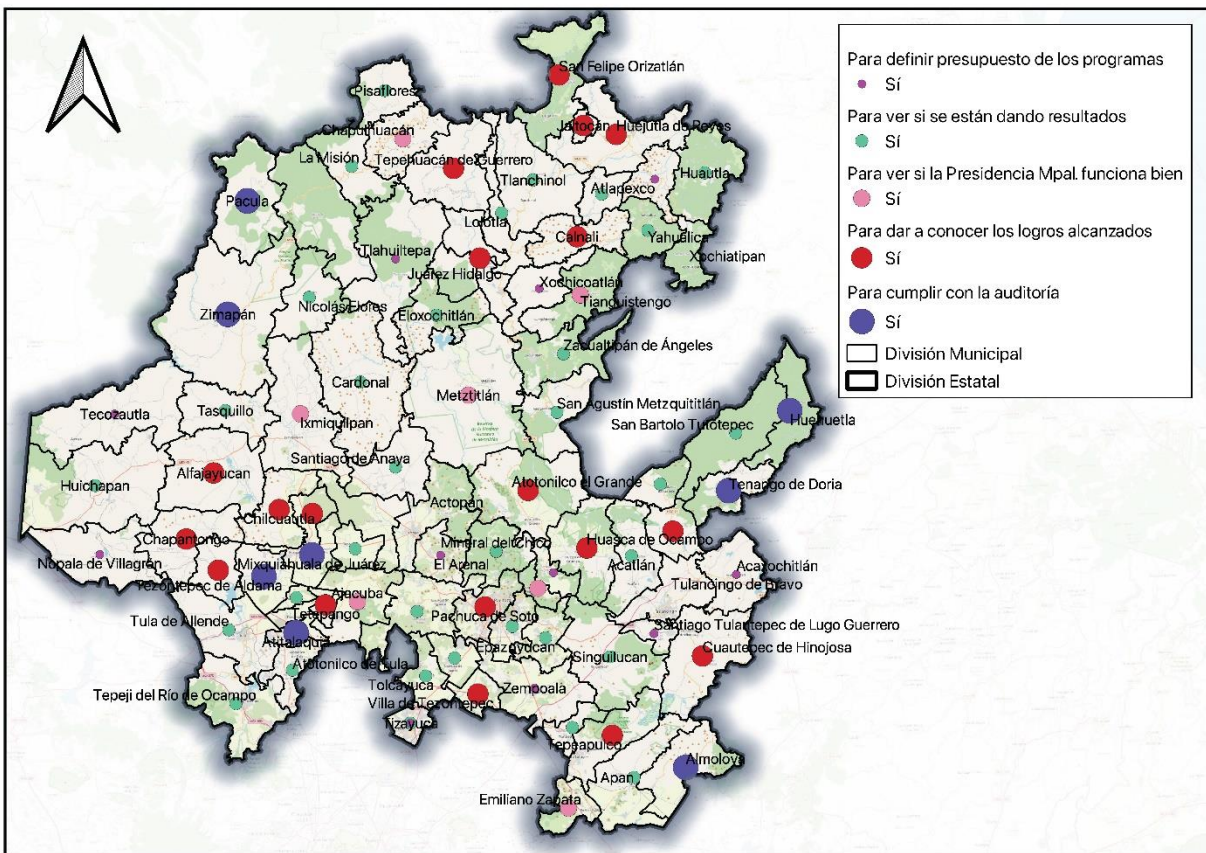 Para definir presupuesto de los programas
Sí
Para ver si se están dando resultados
Sí
Para ver si la Presidencia Mpal. funciona bien
Sí
Para dar a conocer los logros alcanzados
Sí
Para cumplir con la auditoría
Sí
División Municipal
División Estatal
San Felipe Orizatlán
Pisaflores
Chapulhuacán
Jaltocán
Huejutla de Reyes
La Misión
Tepehuacán de Guerrero
Tlanchinol
Atlapexco
Huautla
Pacula
Lolotla
Calnali
Yahualica
Xochiatipan
Tlahuiltepa
Juárez Hidalgo
Xochicoatlán
Tianguistengo
Nicolás Flores
Zimapán
Eloxochitlán
Zacualtipán de Ángeles
Cardonal
Metztitlán
Tecozautla
Tasquillo
Ixmiquilpan
San Agustín Metzquititlán
San Bartolo Tutotepec
Huehuetla
Santiago de Anaya
Alfajayucan
Huichapan
Actopan
Atotonilco el Grande
Tenango de Doria
Chilcuautla
Chapantongo
Mineral del Chico
Huasca de Ocampo
Nopala de Villagrán
Mixquiahuala de Juárez
El Arenal
Acatlán
Acaxochitlán
Tezontepec de Aldama
Tulancingo de Bravo
Ajacuba
Tetepango
Pachuca de Soto
Tula de Allende
Santiago Tulantepec de Lugo Guerrero
Atitalaquia
Epazoyucan
Singuilucan
Cuautepec de Hinojosa
Atotonilco de Tula
Tolcayuca
Zempoala
Tepeji del Río de Ocampo
Villa de Tezontepec
Tizayuca
Tepeapulco
Almoloya
Apan
Emiliano Zapata